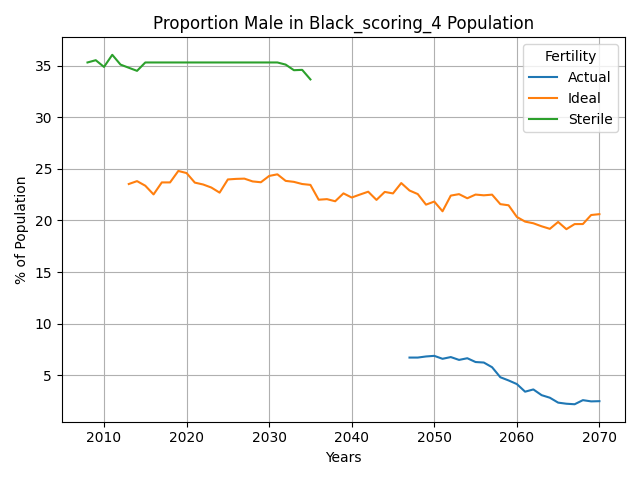 Proportion Male in Black_scoring_4 Population
Fertility
Actual
Ideal
Sterile
% of Population
35
30
25
20
15
10
5
2010 2020 2030 2040 2050 2060 2070
Years